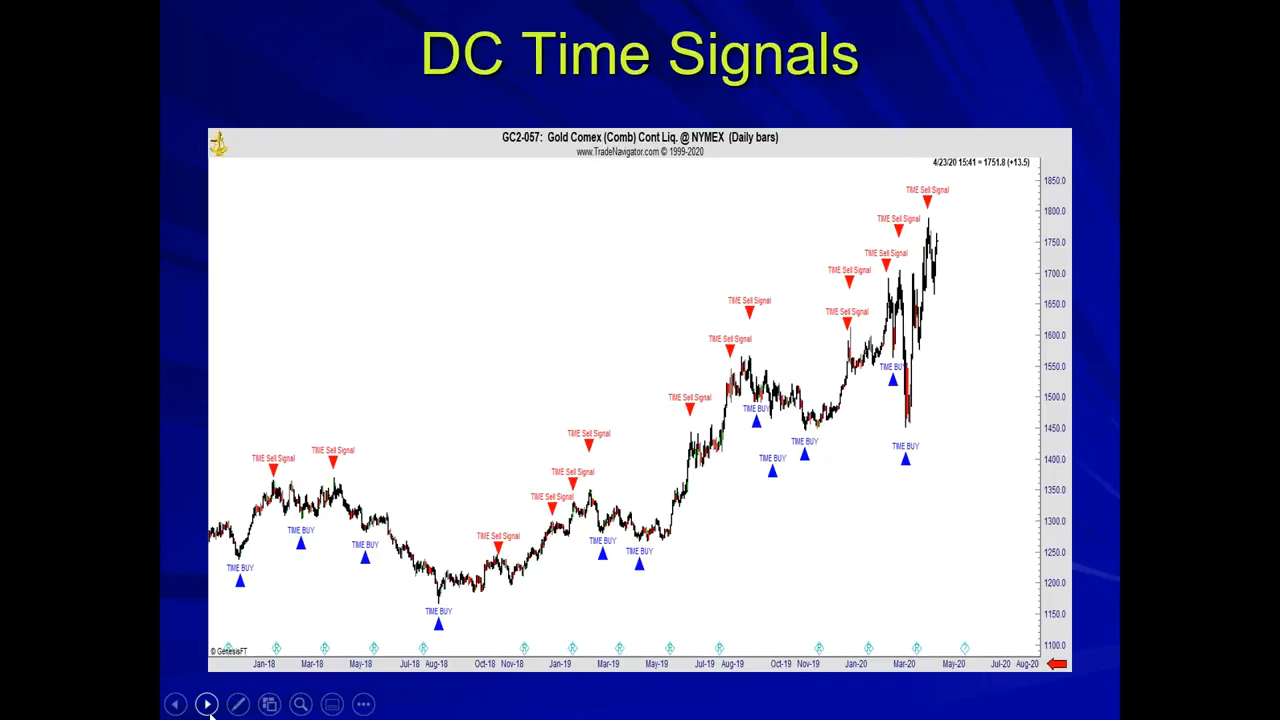 DC Time Signals
GC2-057: Gold Comex (Comb) Cont Liq. @ NYMEX (Daily bars)
www.TradeNavigator.com © 1999-2020
4/23/20 15:41 = 1751.8 (+13.5)
TIME Sell Signal
1850.0
TIME Sell Signal
1800.0
TIME Sell Signal
1750.0
TIME Sell Signal
1700.0
TIME Sell Signal
1650.0
TIME Sell Signal
1600.0
TIME Sell Signal
TIME BUY
1550.0
TIME Sell Signal
1500.0
TIME BUY
1450.0
TIME Sell Signal
TIME BUY
TIME BUY
TIME Sell Signal
TIME Sell Signal
TIME BUY
1400.0
TIME Sell Signal
1350.0
TIME Sell Signal
1300.0
TIME BUY
TIME Sell Signal
TIME BUY
TIME BUY
TIME BUY
1250.0
TIME BUY
1200.0
TIME BUY
1150.0
R R R R R R R R R R R R R ?
1100.0
© GenesisFT
Jan-18 Mar-18 May-18 Jul-18 Aug-18 Oct-18 Nov-18 Jan-19 Mar-19 May-19 Jul-19 Aug-19 Oct-19 Nov-19 Jan-20 Mar-20 May-20 Jul-20 Aug-20